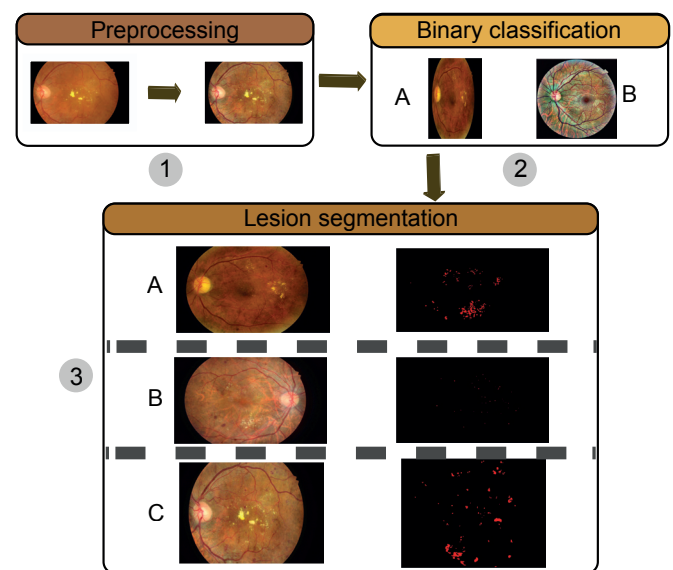 Preprocessing
Binary classification
A
B
1
2
Lesion segmentation
A
3
B
C